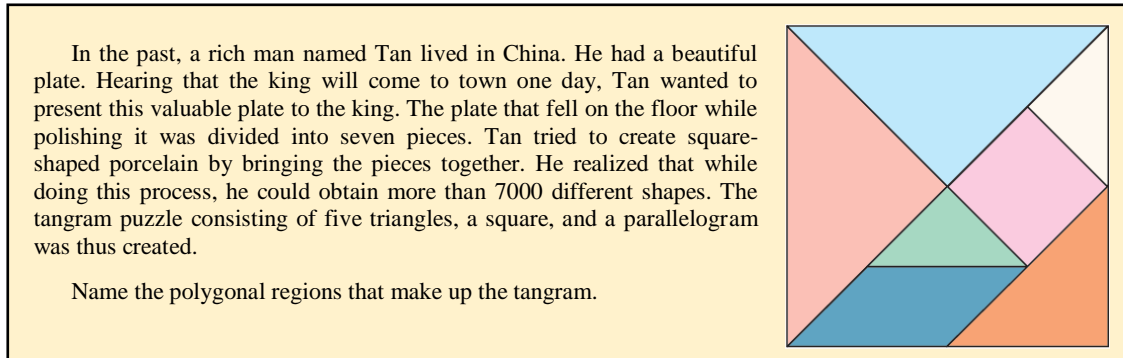 In the past, a rich man named Tan lived in China. He had a beautiful
plate. Hearing that the king will come to town one day, Tan wanted to
present this valuable plate to the king. The plate that fell on the floor while
polishing it was divided into seven pieces. Tan tried to create square-
shaped porcelain by bringing the pieces together. He realized that while
doing this process, he could obtain more than 7000 different shapes. The
tangram puzzle consisting of five triangles, a square, and a parallelogram
was thus created.
Name the polygonal regions that make up the tangram.